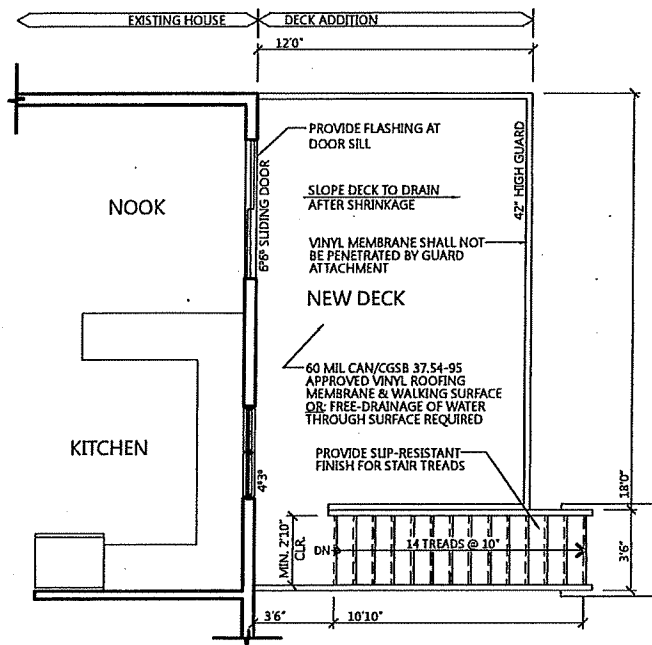 EXISTING HOUSE
DECK ADDITION
12'0"
PROVIDE FLASHING AT
DOOR SILL
NOOK
6⁰6⁸ SLIDING DOOR
SLOPE DECK TO DRAIN
AFTER SHRINKAGE
42" HIGH GUARD
VINYL MEMBRANE SHALL NOT
BE PENETRATED BY GUARD
ATTACHMENT
NEW DECK
60 MIL CAN/CGSB 37.54-95
APPROVED VINYL ROOFING
MEMBRANE & WALKING SURFACE
OR: FREE-DRAINAGE OF WATER
THROUGH SURFACE REQUIRED
KITCHEN
PROVIDE SLIP-RESISTANT
FINISH FOR STAIR TREADS
4⁰3⁰
18'0"
MIN. 2'10"
CLR.
DN
14 TREADS @ 10"
3'6"
3'6"
10'10"